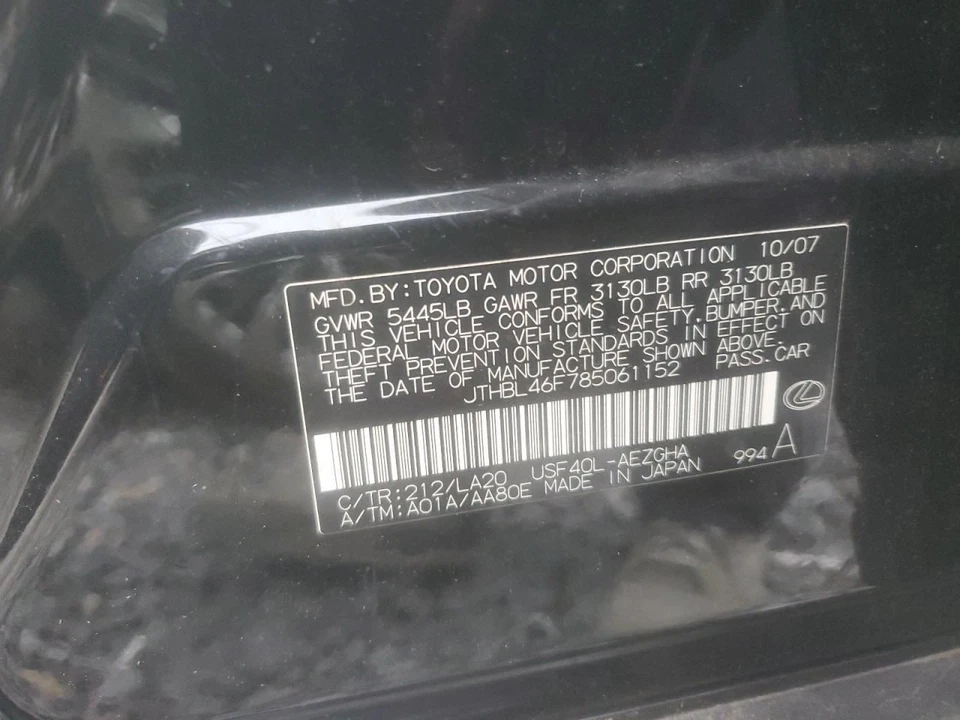 MFD.BY:TOYOTA MOTOR CORPORATION 10/07
GVWR 5445LB GAWR FR 3130LB RR 3130LB
THIS VEHICLE CONFORMS TO ALL APPLICABLE
FEDERAL MOTOR VEHICLE SAFETY,BUMPER,AND
THEFT PREVENTION STANDARDS IN EFFECT ON
THE DATE OF MANUFACTURE SHOWN ABOVE.
JTHBL46F785061152 PASS.CAR
C/TR:212/LA20 USF40L-AEZGHA 994 A
A/TM:A01A/AA80E MADE IN JAPAN